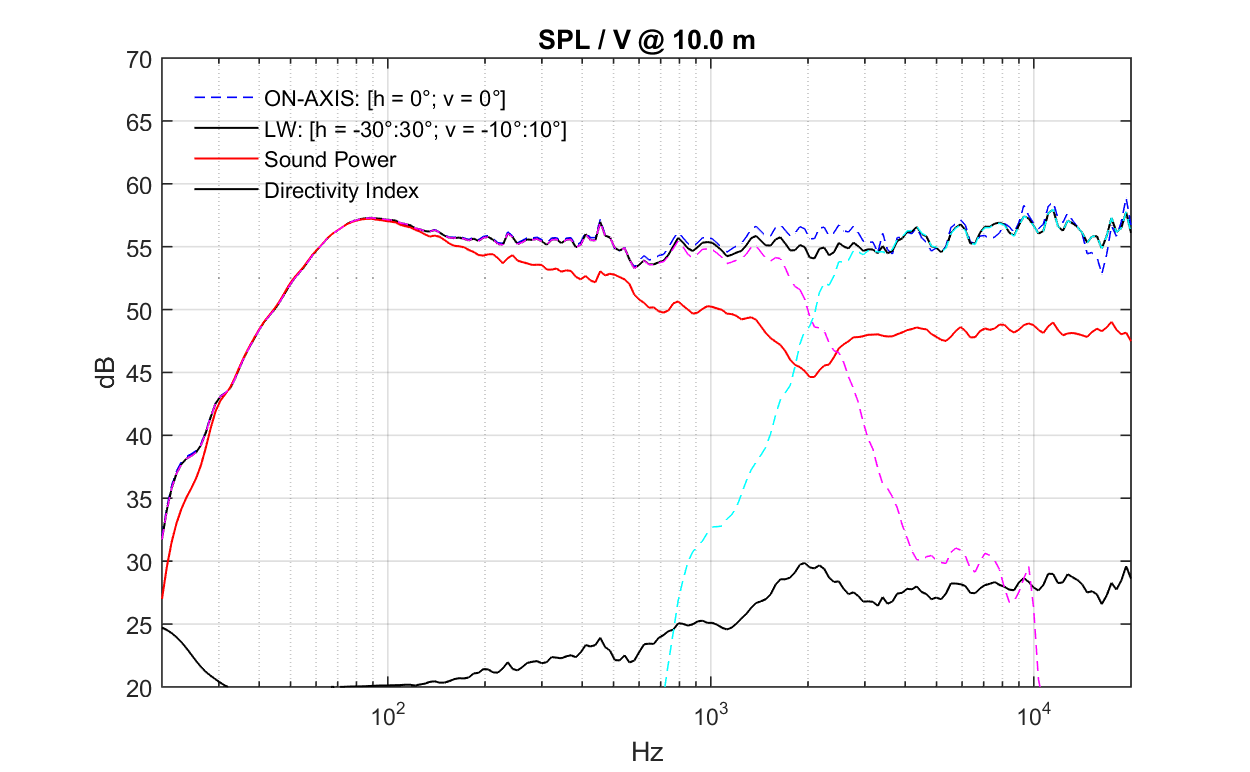 SPL / V @ 10.0 m
70
65
60
55
50
45
40
35
30
25
20
ON-AXIS: [h = 0°; v = 0°]
LW: [h = -30°:30°; v = -10°:10°]
Sound Power
Directivity Index
dB
10² 10³ 10⁴
Hz